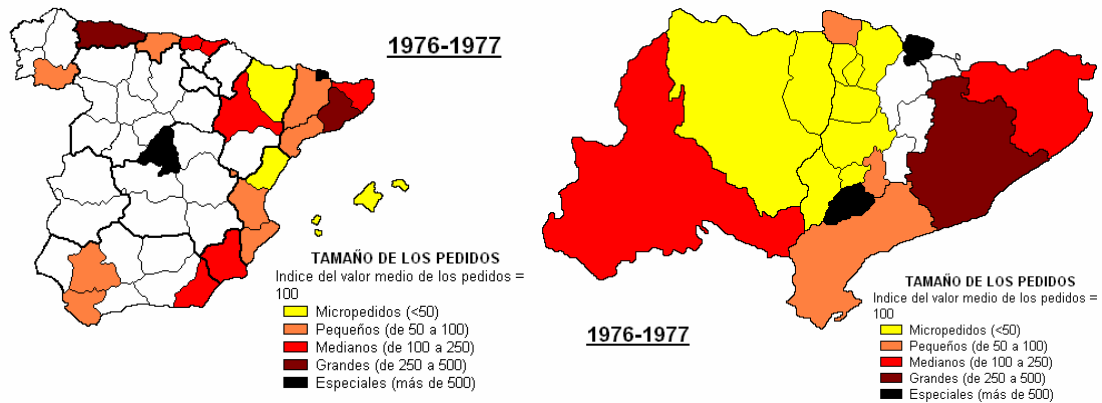 1976-1977
TAMAÑO DE LOS PEDIDOS
Indice del valor medio de los pedidos =
100
Micropedidos (<50)
Pequeños (de 50 a 100)
Medianos (de 100 a 250)
Grandes (de 250 a 500)
Especiales (más de 500)
1976-1977
TAMAÑO DE LOS PEDIDOS
Indice del valor medio de los pedidos =
100
Micropedidos (<50)
Pequeños (de 50 a 100)
Medianos (de 100 a 250)
Grandes (de 250 a 500)
Especiales (más de 500)